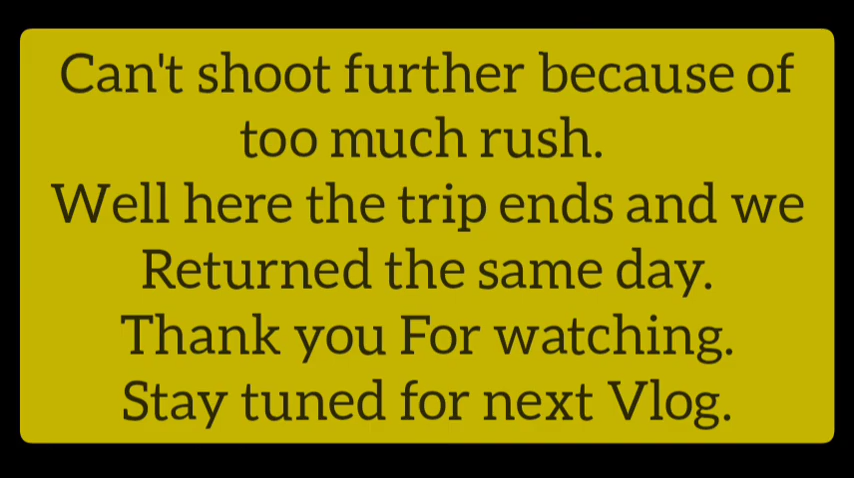 Can't shoot further because of
too much rush.
Well here the trip ends and we
Returned the same day.
Thank you For watching.
Stay tuned for next Vlog.